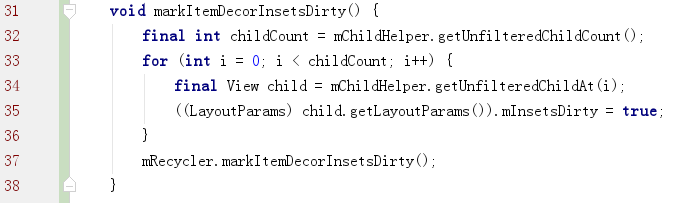 31 void markItemDecorInsetsDirty() {
32 final int childCount = mChildHelper.getUnfilteredChildCount();
33 for (int i = 0; i < childCount; i++) {
34 final View child = mChildHelper.getUnfilteredChildAt(i);
35 ((LayoutParams) child.getLayoutParams()).mInsetsDirty = true;
36 }
37 mRecycler.markItemDecorInsetsDirty();
38 }